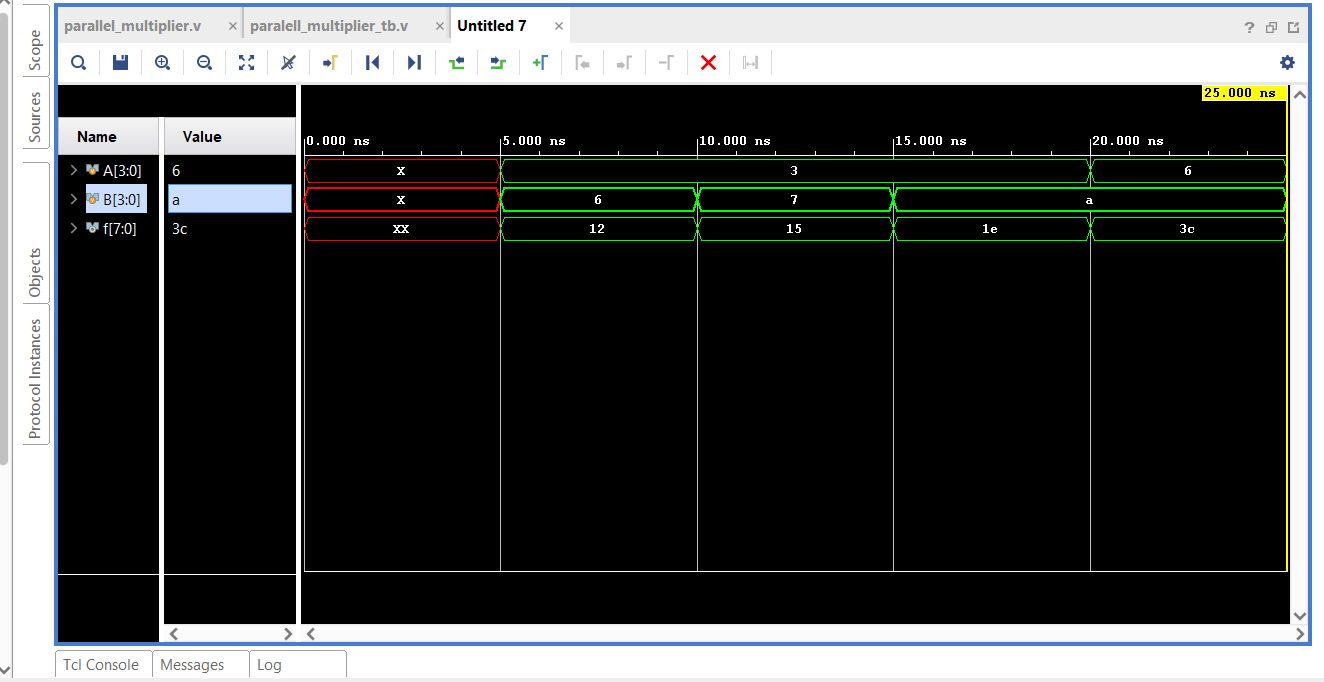 parallel_multiplier.v × paralell_multiplier_tb.v × Untitled 7 × ?
Scope
Sources
Objects
Protocol Instances
25.000 ns
Name Value
0.000 ns 5.000 ns 10.000 ns 15.000 ns 20.000 ns
A[3:0] 6 X 3 6
B[3:0] a X 6 7 a
f[7:0] 3c XX 12 15 1e 3c
Tcl Console Messages Log